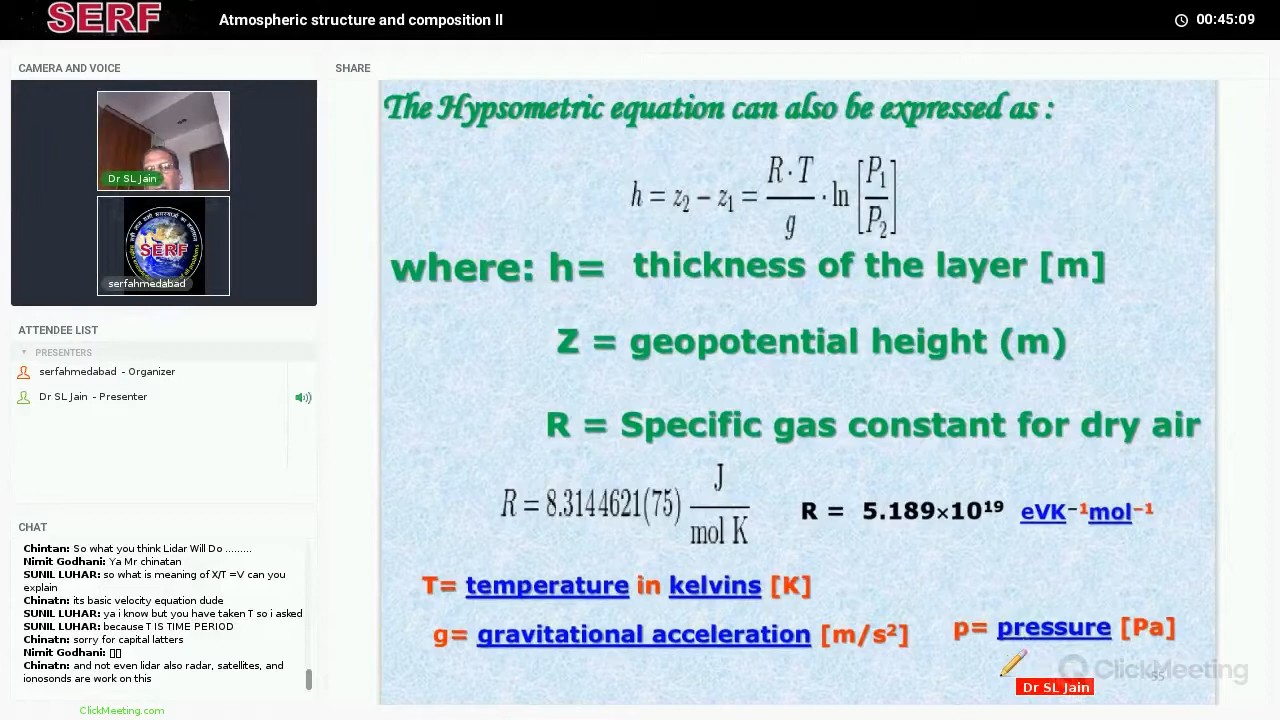 SERF
Atmospheric structure and composition II
00:45:09
CAMERA AND VOICE
Dr SL Jain
SERF
serfahmedabad
ATTENDEE LIST
PRESENTERS
serfahmedabad - Organizer
Dr SL Jain - Presenter
CHAT
Chintan: So what you think Lidar Will Do .........
Nimit Godhani: Ya Mr chinatan
SUNIL LUHAR: so what is meaning of X/T =V can you
explain
Chinatn: its basic velocity equation dude
SUNIL LUHAR: ya i know but you have taken T so i asked
SUNIL LUHAR: because T IS TIME PERIOD
Chinatn: sorry for capital latters
Nimit Godhani:
Chinatn: and not even lidar also radar, satellites, and
ionosonds are work on this
ClickMeeting.com
SHARE
The Hypsometric equation can also be expressed as :
h = z₂ − z₁ = R · T / g · ln [P₁ / P₂]
where: h= thickness of the layer [m]
Z = geopotential height (m)
R = Specific gas constant for dry air
R = 8.3144621(75) J / mol K
R = 5.189×10¹⁹ eVK⁻¹mol⁻¹
T= temperature in kelvins [K]
g= gravitational acceleration [m/s²]
p= pressure [Pa]
ClickMeeting
55
Dr SL Jain